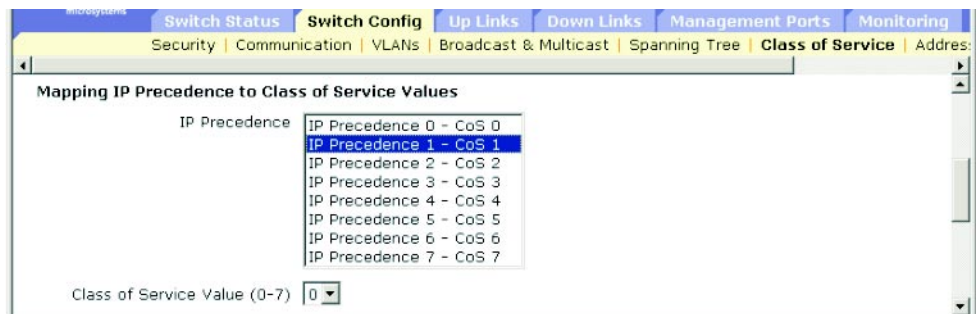 microsystems
Switch Status Switch Config Up Links Down Links Management Ports Monitoring
Security | Communication | VLANs | Broadcast & Multicast | Spanning Tree | Class of Service | Addres
Mapping IP Precedence to Class of Service Values
IP Precedence
IP Precedence 0 - CoS 0
IP Precedence 1 - CoS 1
IP Precedence 2 - CoS 2
IP Precedence 3 - CoS 3
IP Precedence 4 - CoS 4
IP Precedence 5 - CoS 5
IP Precedence 6 - CoS 6
IP Precedence 7 - CoS 7
Class of Service Value (0-7) 0